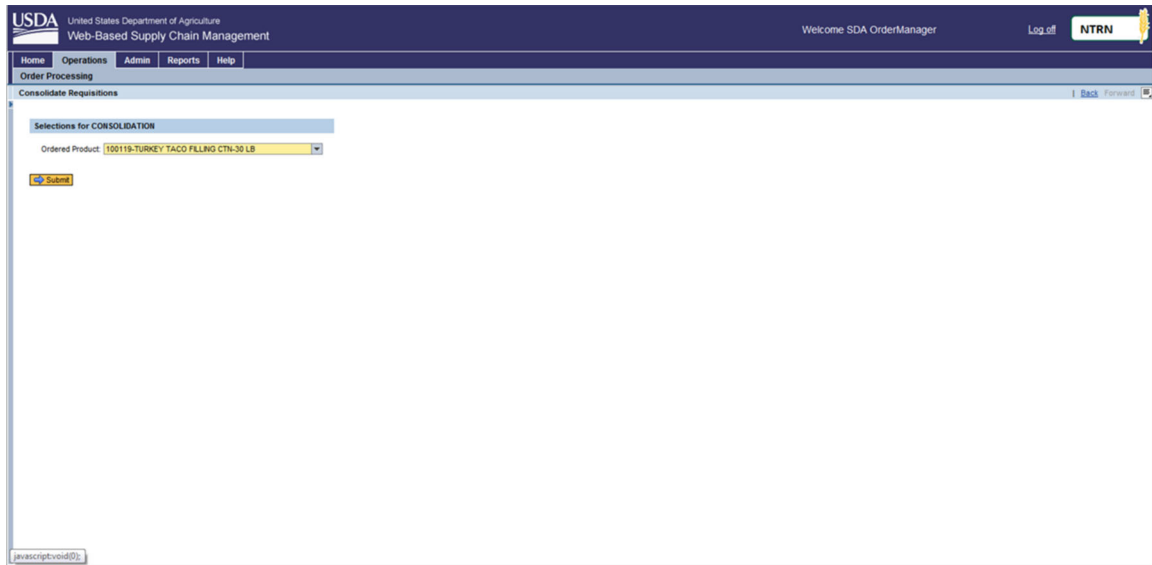 USDA
United States Department of Agriculture
Web-Based Supply Chain Management
Welcome SDA OrderManager
Log off
NTRN
Home Operations Admin Reports Help
Order Processing
Consolidate Requisitions
| Back Forward
Selections for CONSOLIDATION
Ordered Product: 100119-TURKEY TACO FILLING CTN-30 LB
Submit
javascript:void(0);